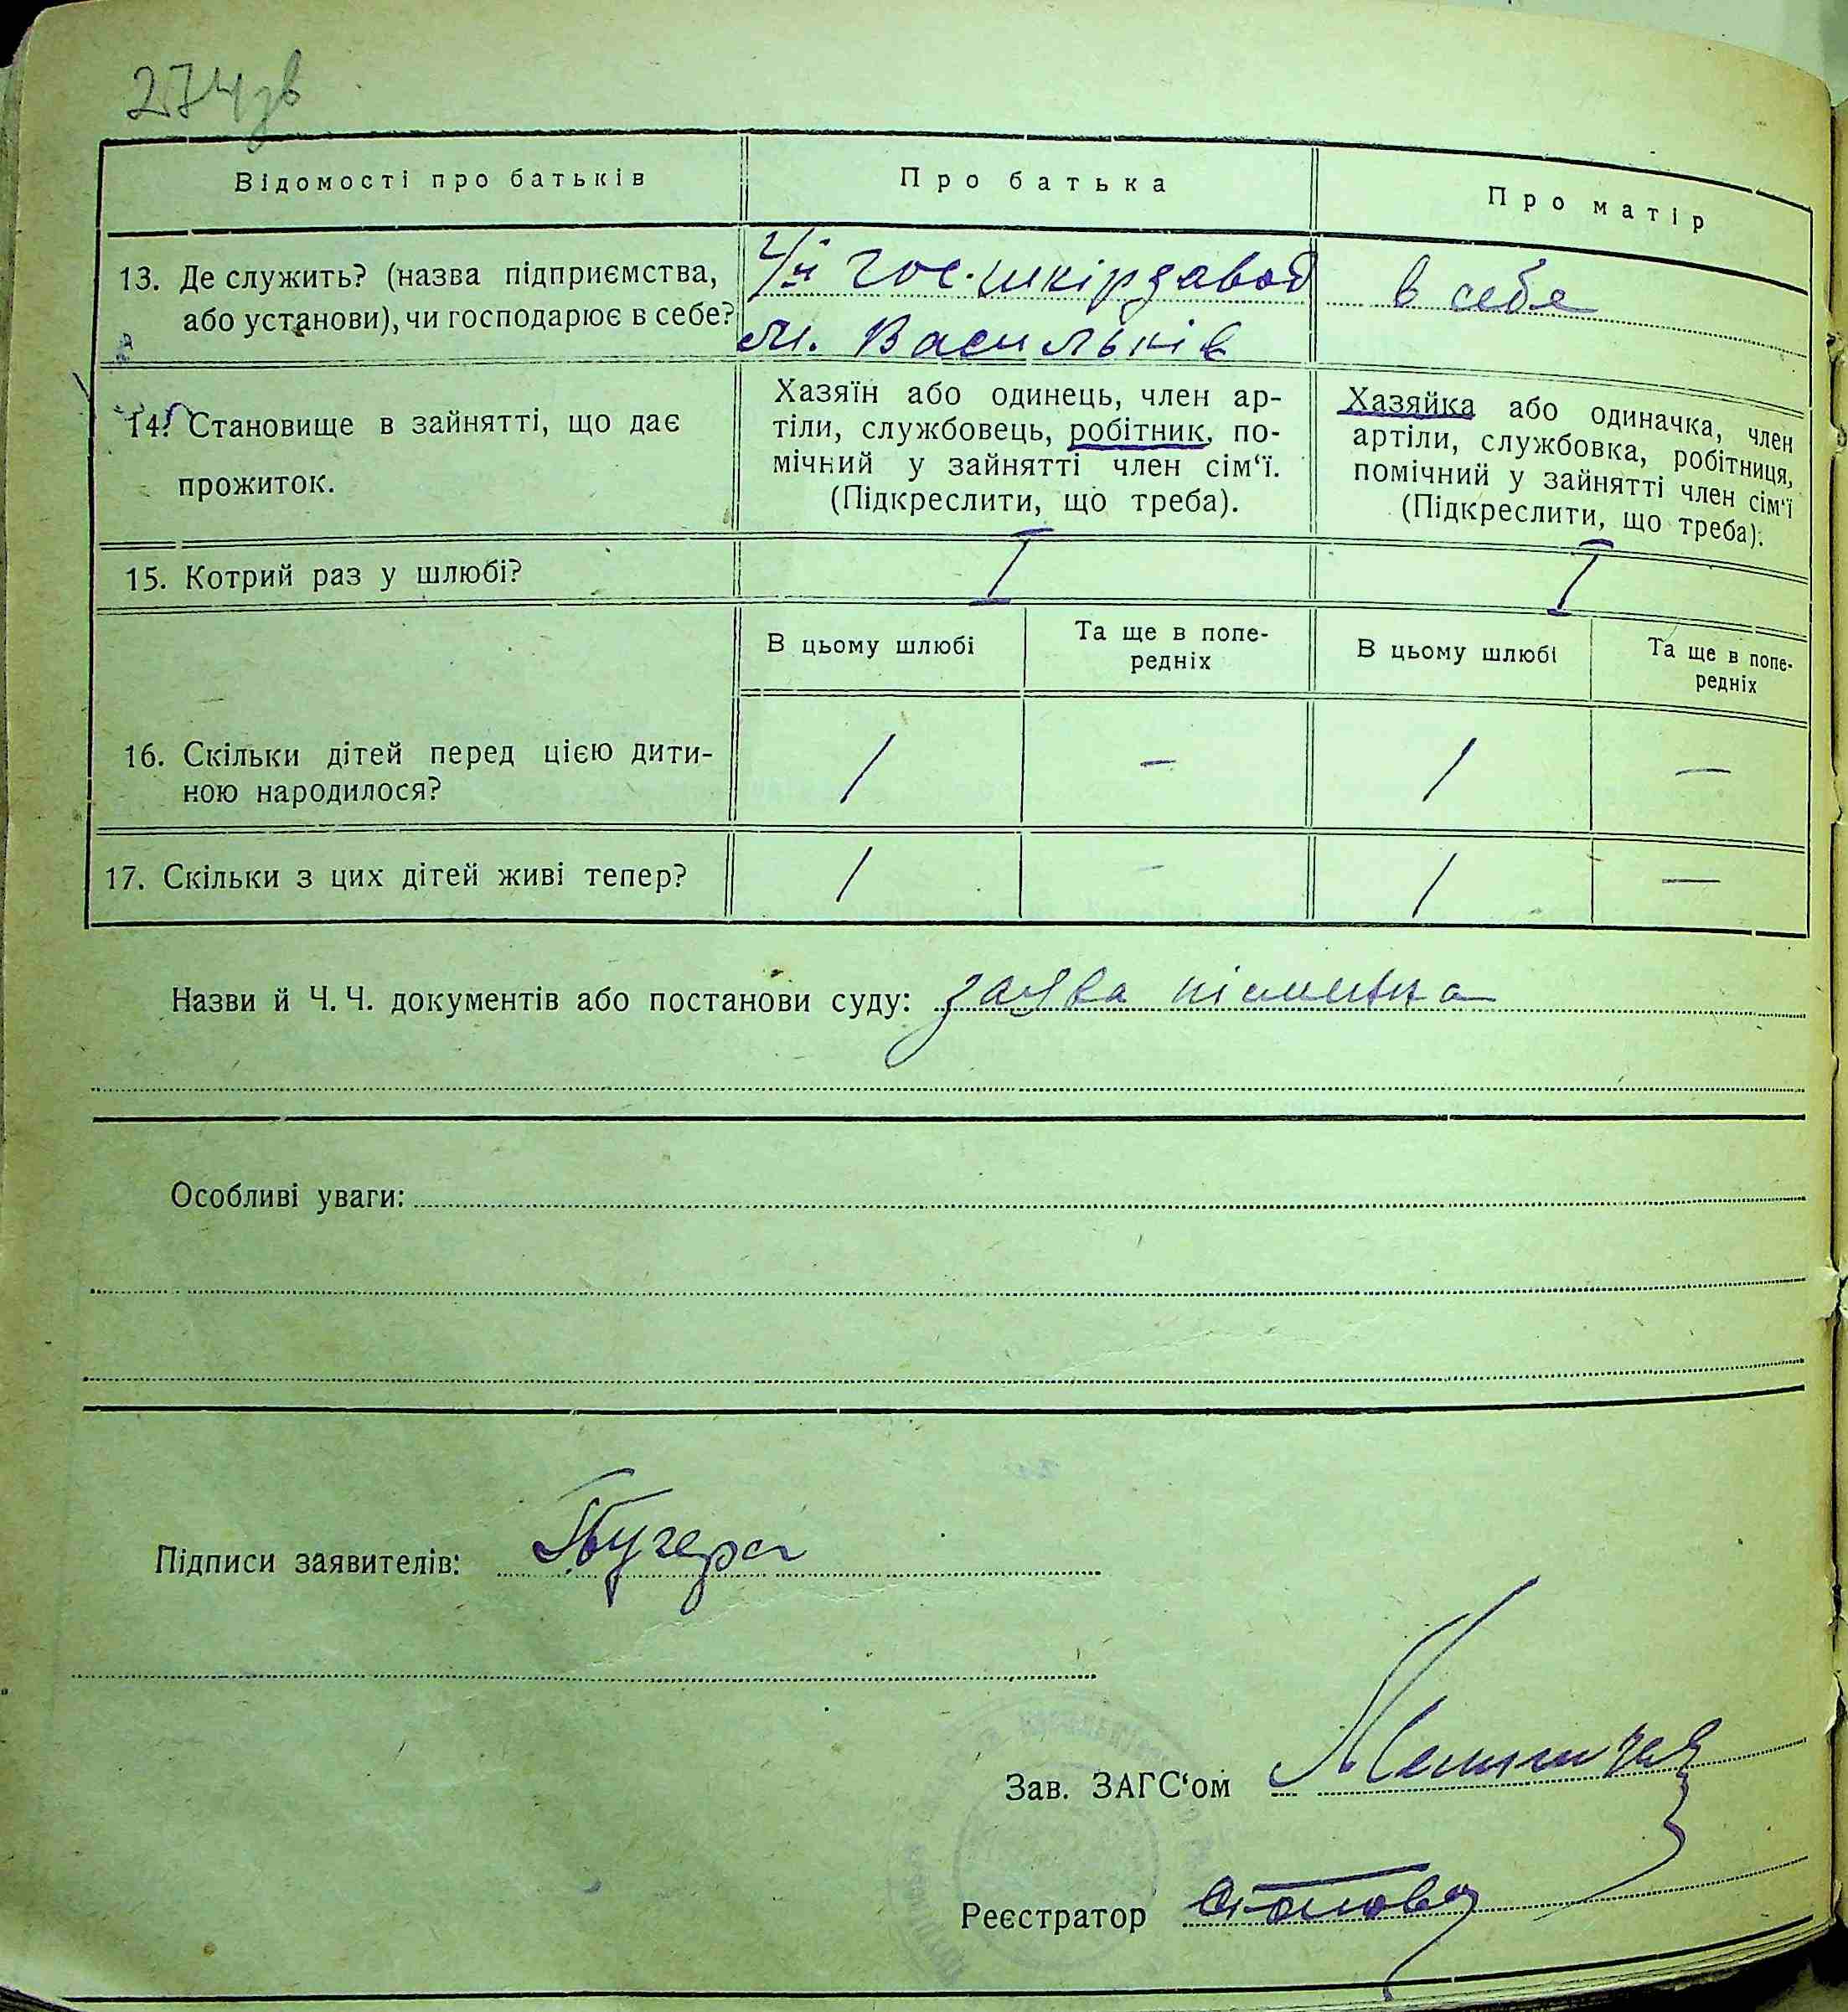 274зв
Відомості про батьків
Про батька
Про матір
13. Де служить? (назва підприємства,
або установи), чи господарює в себе?
гос. шкірзавод
м. Васильків
в себе
14. Становище в зайнятті, що дає
прожиток.
Хазяїн або одинець, член ар-
тіли, службовець, робітник, по-
мічний у зайнятті член сім'ї.
(Підкреслити, що треба).
Хазяйка або одиначка, член
артіли, службовка, робітниця,
помічний у зайнятті член сім'ї
(Підкреслити, що треба).
15. Котрий раз у шлюбі?
I
I
В цьому шлюбі
Та ще в попе-
редніх
В цьому шлюбі
Та ще в попе-
редніх
16. Скільки дітей перед цією дити-
ною народилося?
1 — 1 —
17. Скільки з цих дітей живі тепер?
1 - 1 —
Назви й Ч. Ч. документів або постанови суду: заява
Особливі уваги:
Підписи заявителів:
Зав. ЗАГС'ом
Реєстратор